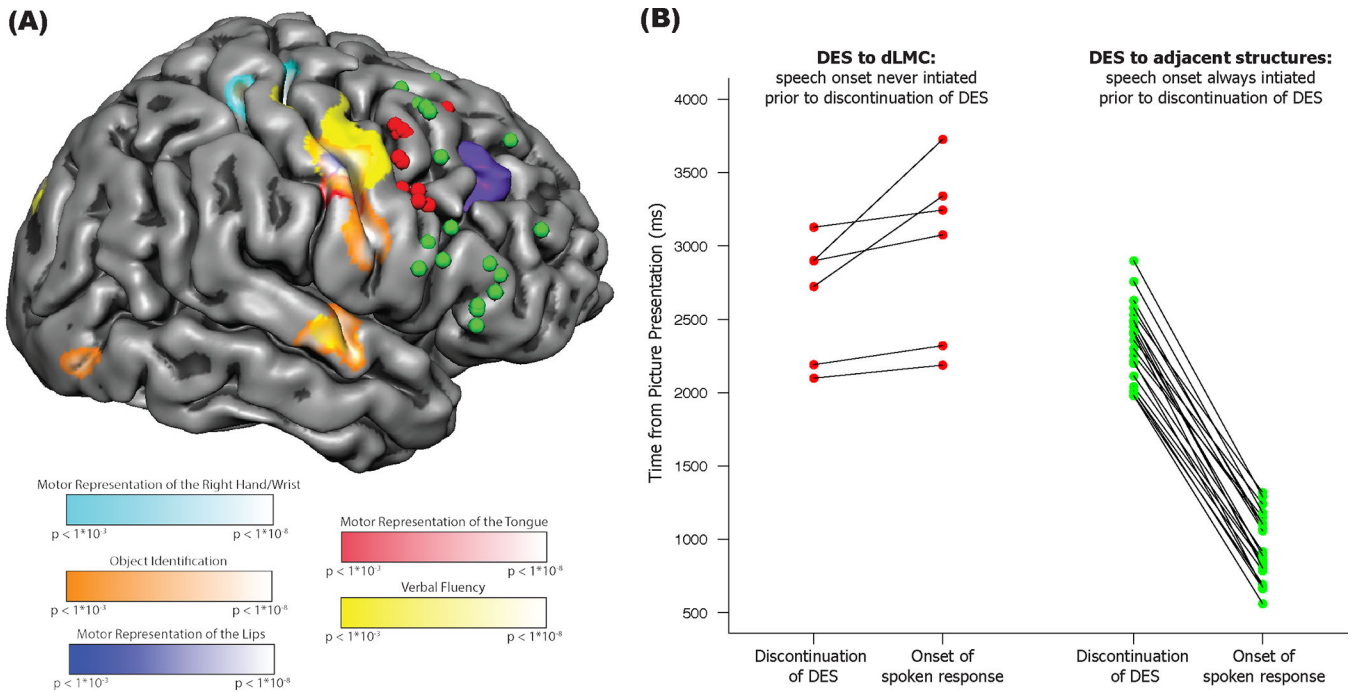 (A)
Motor Representation of the Right Hand/Wrist
p < 1*10-3 p < 1*10-8
Object Identification
p < 1*10-3 p < 1*10-8
Motor Representation of the Lips
p < 1*10-3 p < 1*10-8
Motor Representation of the Tongue
p < 1*10-3 p < 1*10-8
Verbal Fluency
p < 1*10-3 p < 1*10-8
(B)
DES to dLMC:
speech onset never intiated
prior to discontinuation of DES
DES to adjacent structures:
speech onset always intiated
prior to discontinuation of DES
Time from Picture Presentation (ms)
4000
3500
3000
2500
2000
1500
1000
500
Discontinuation
of DES
Onset of
spoken response
Discontinuation
of DES
Onset of
spoken response